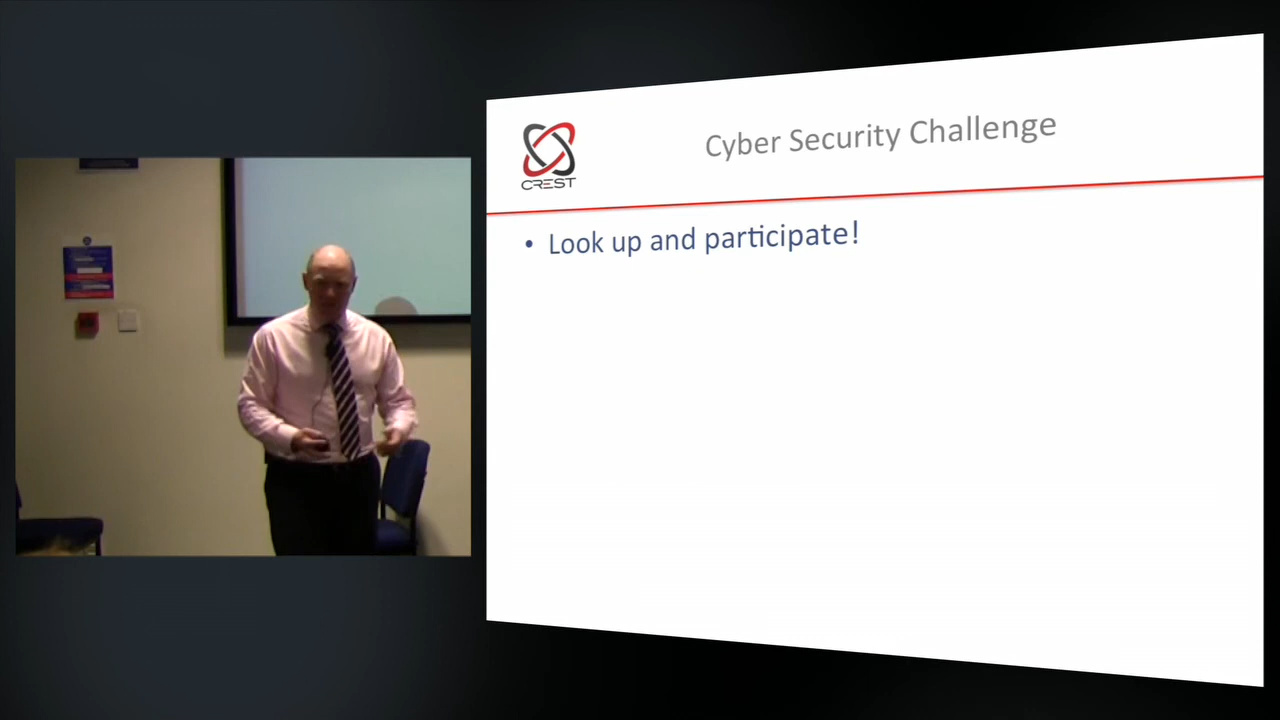 Cyber Security Challenge
CREST
• Look up and participate!